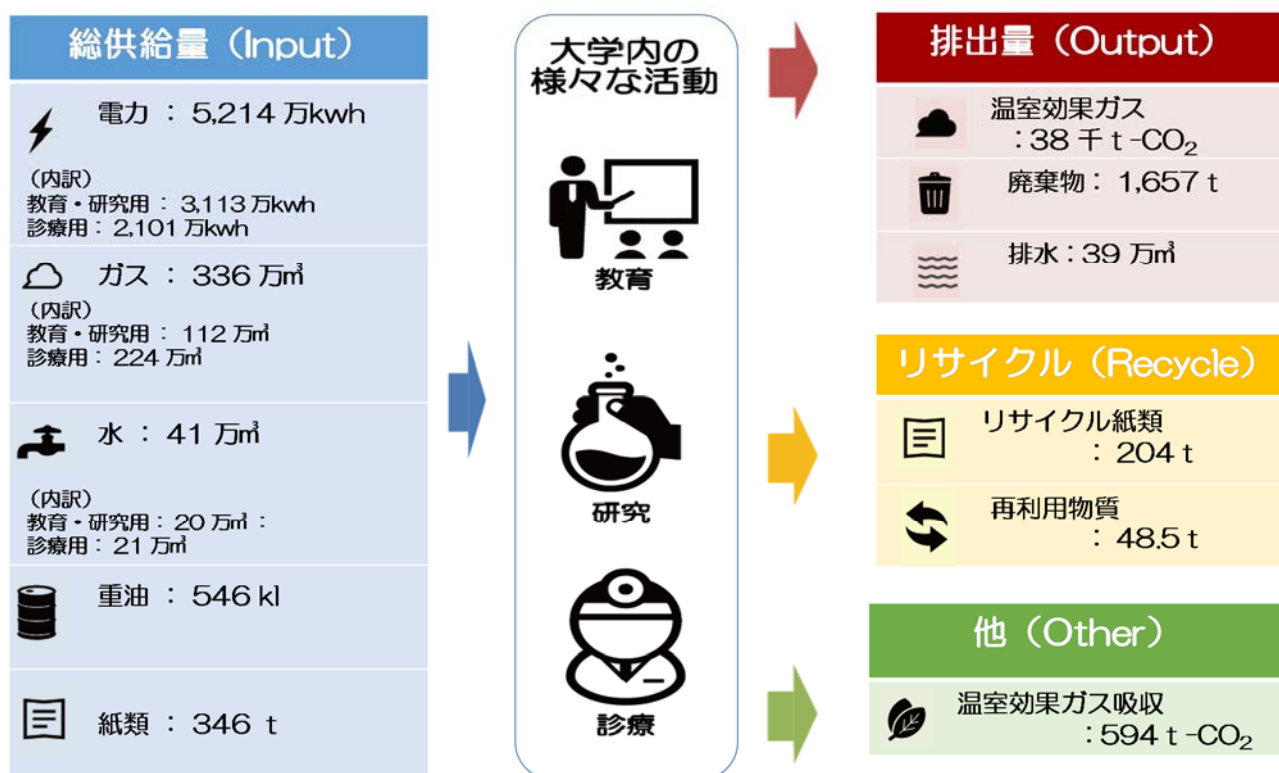 総供給量（Input）
電力 ： 5,214 万kwh
（内訳）
教育・研究用： 3,113 万kwh
診療用：2,101 万kwh
ガス ： 336 万㎥
（内訳）
教育・研究用： 112 万㎥
診療用： 224 万㎥
水 ： 41 万㎥
（内訳）
教育・研究用：20 万㎥：
診療用：21 万㎥
重油 ： 546 kl
紙類 ： 346 t
大学内の
様々な活動
教育
研究
診療
排出量（Output）
温室効果ガス
：38 千 t -CO₂
廃棄物： 1,657 t
排水：39 万㎥
リサイクル（Recycle）
リサイクル紙類
： 204 t
再利用物質
： 48.5 t
他（Other）
温室効果ガス吸収
：594 t -CO₂